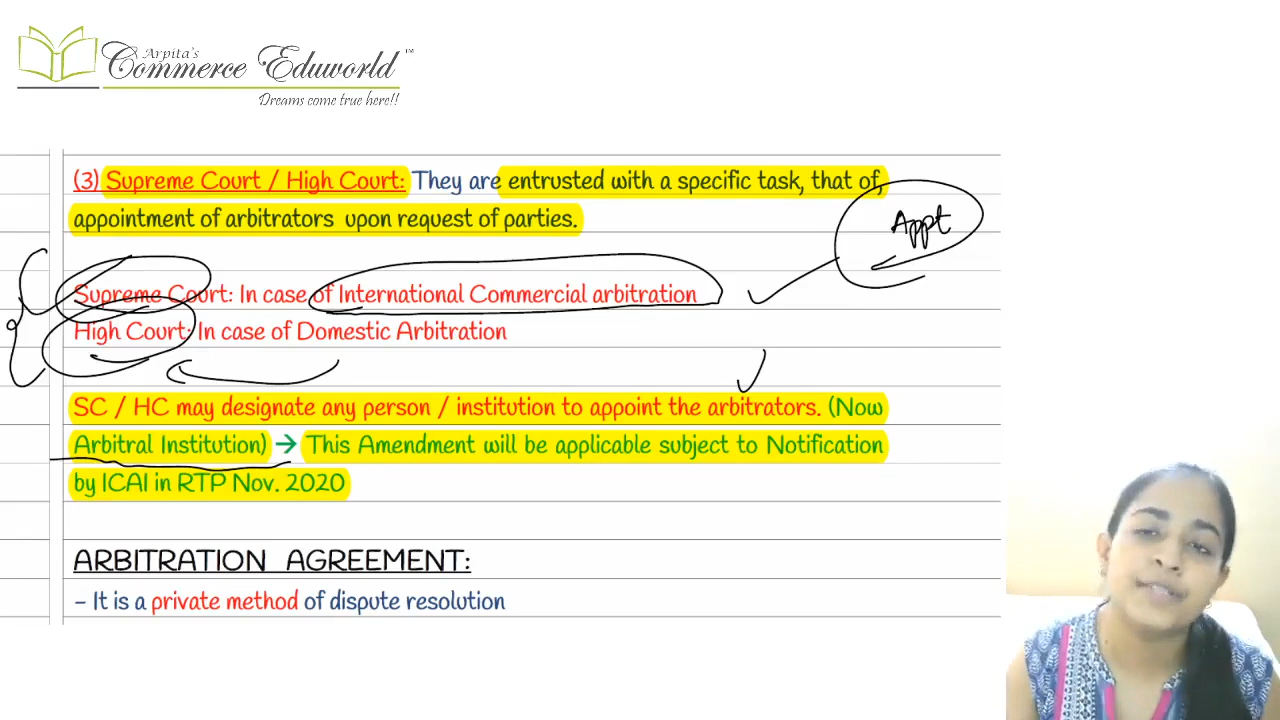 Arpita's
Commerce Eduworld™
Dreams come true here!!
(3) Supreme Court / High Court: They are entrusted with a specific task, that of,
appointment of arbitrators upon request of parties.
Appt
Supreme Court: In case of International Commercial arbitration
High Court: In case of Domestic Arbitration
SC / HC may designate any person / institution to appoint the arbitrators. (Now
Arbitral Institution) → This Amendment will be applicable subject to Notification
by ICAI in RTP Nov. 2020
ARBITRATION AGREEMENT:
- It is a private method of dispute resolution